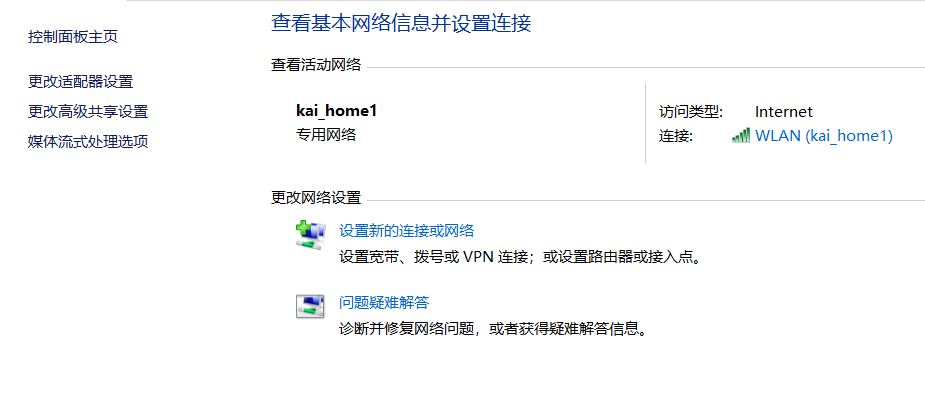 查看基本网络信息并设置连接
控制面板主页
更改适配器设置
更改高级共享设置
媒体流式处理选项
查看活动网络
kai_home1
专用网络
访问类型: Internet
连接: WLAN (kai_home1)
更改网络设置
设置新的连接或网络
设置宽带、拨号或 VPN 连接；或设置路由器或接入点。
问题疑难解答
诊断并修复网络问题，或者获得疑难解答信息。